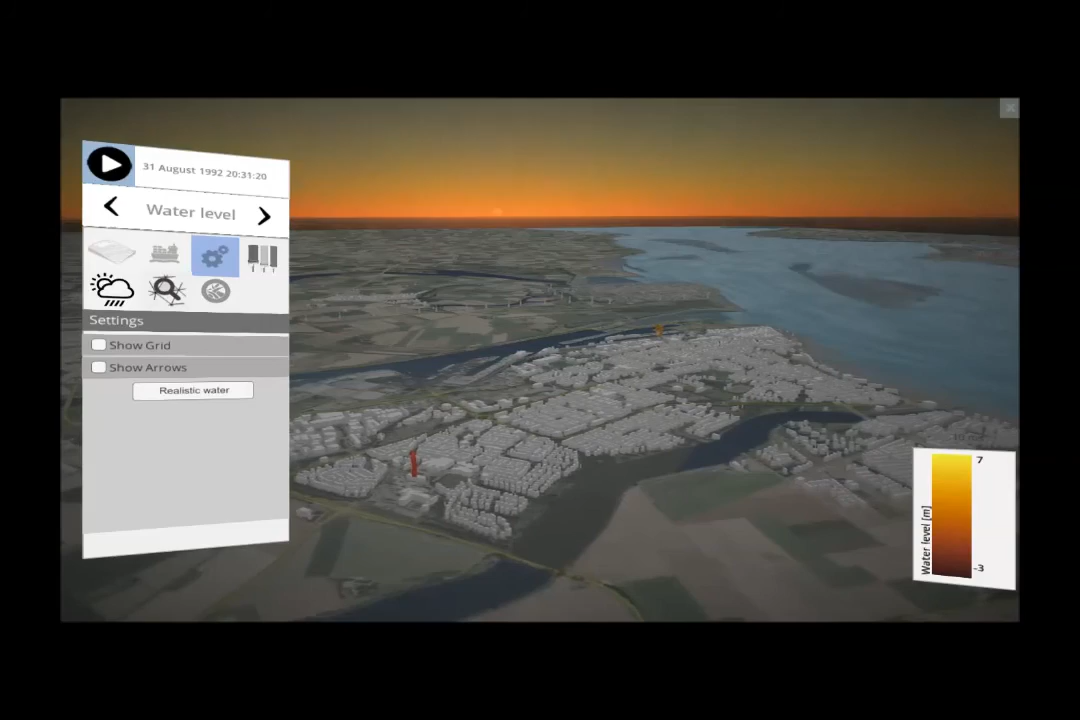 31 August 1992 20:31:20
Water level
Settings
Show Grid
Show Arrows
Realistic water
7
Water level [m]
-3